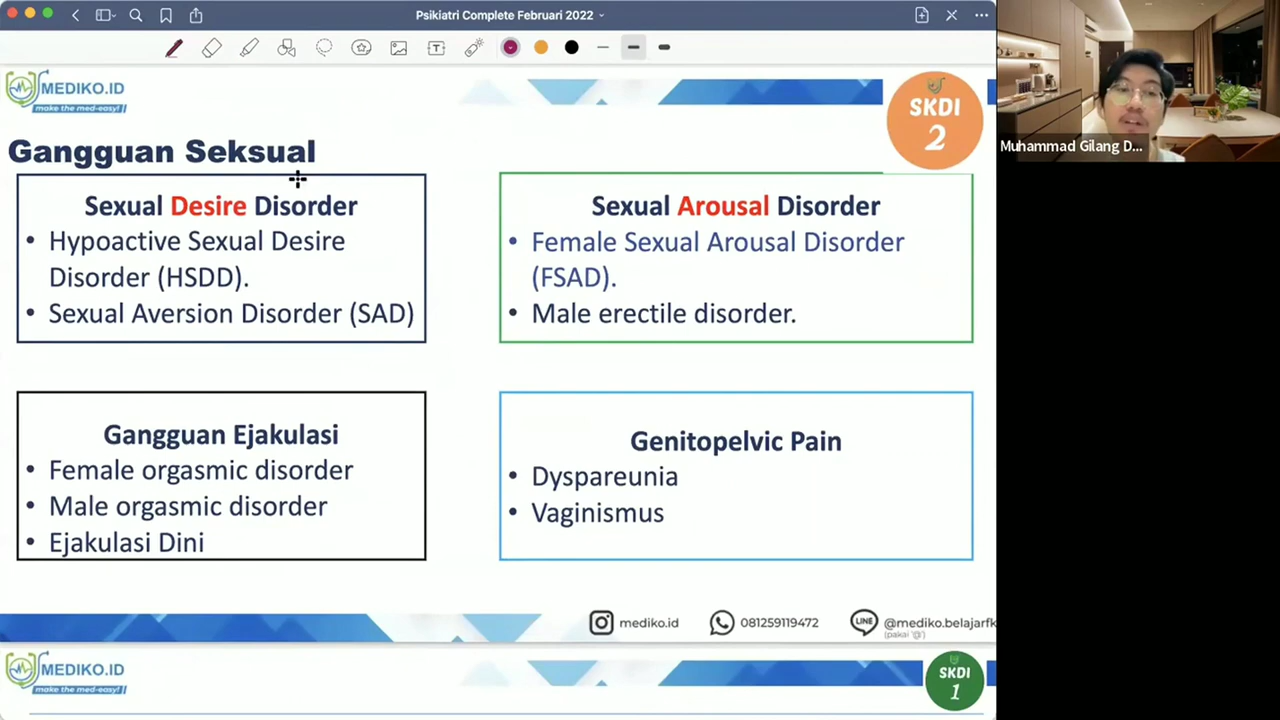 Psikiatri Complete Februari 2022
MEDIKO.ID
make the med-easy!
SKDI
2
Gangguan Seksual
Sexual Desire Disorder
• Hypoactive Sexual Desire
Disorder (HSDD).
• Sexual Aversion Disorder (SAD)
Sexual Arousal Disorder
• Female Sexual Arousal Disorder
(FSAD).
• Male erectile disorder.
Gangguan Ejakulasi
• Female orgasmic disorder
• Male orgasmic disorder
• Ejakulasi Dini
Genitopelvic Pain
• Dyspareunia
• Vaginismus
mediko.id
081259119472
LINE
@mediko.belajarfk
(pakai '@')
MEDIKO.ID
make the med-easy!
SKDI
1
Muhammad Gilang D...